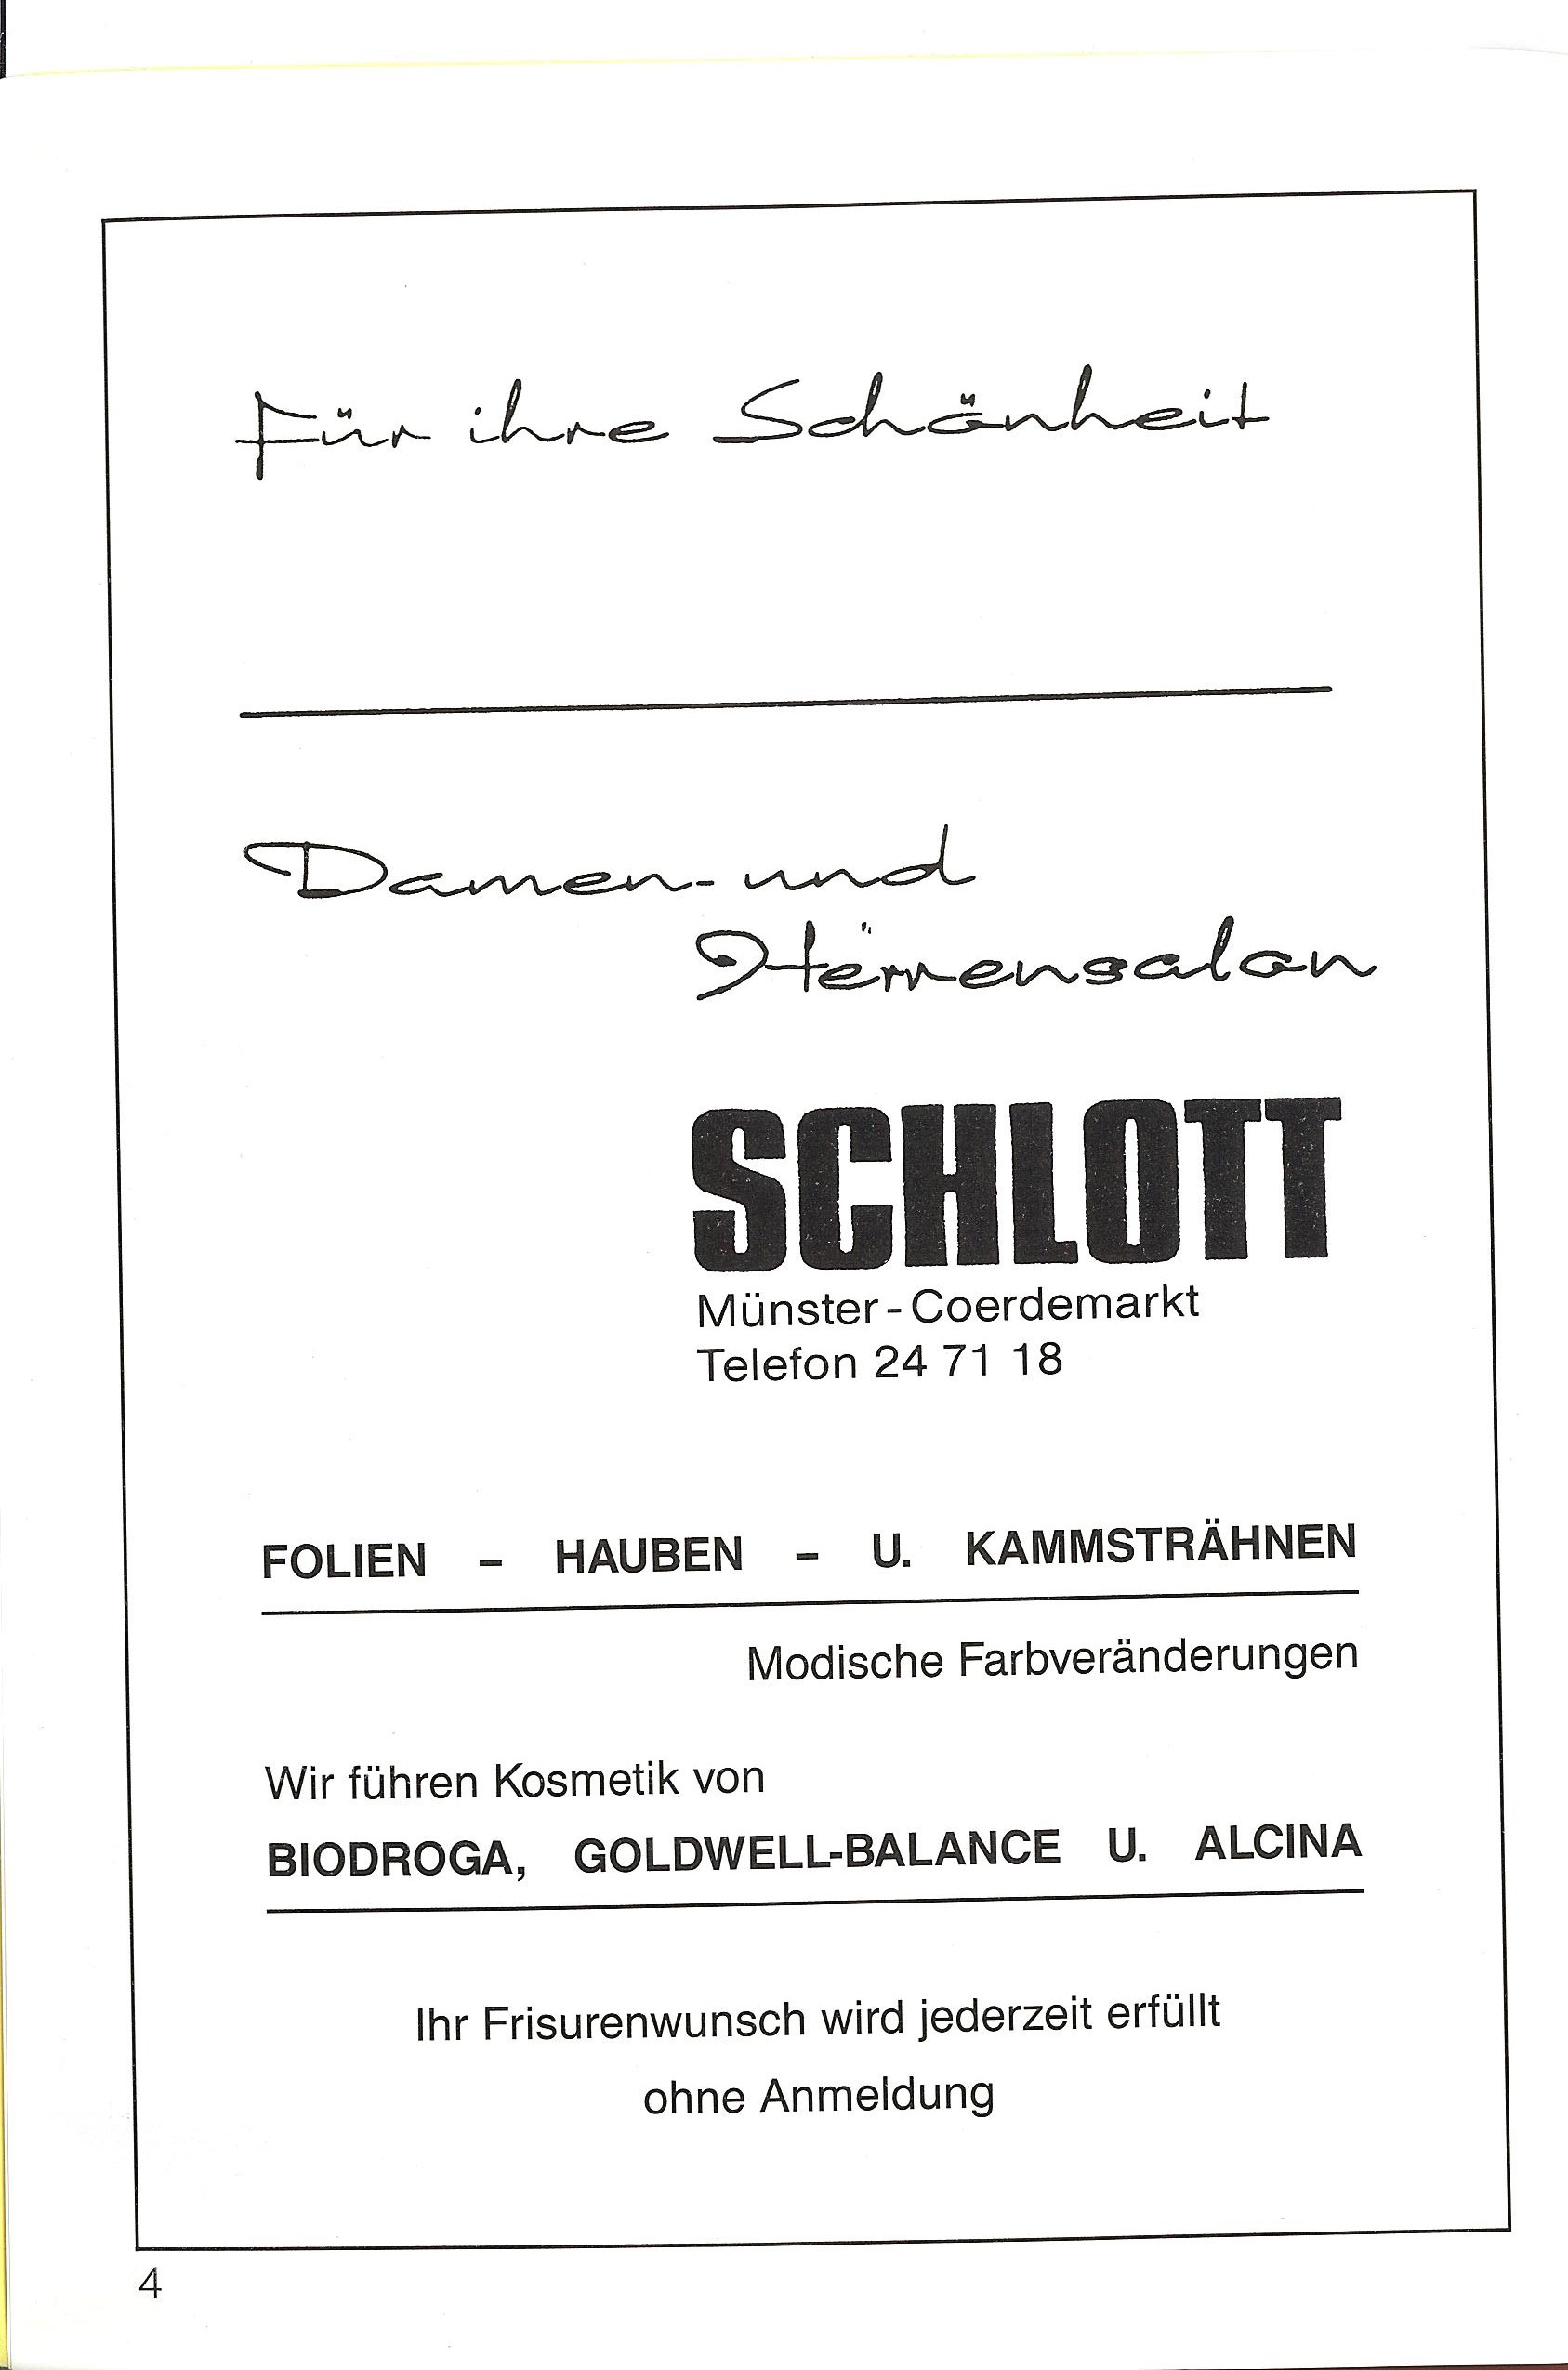 Für ihre Schönheit
Damen- und
Herrensalon
SCHLOTT
Münster - Coerdemarkt
Telefon 24 71 18
FOLIEN – HAUBEN – U. KAMMSTRÄHNEN
Modische Farbveränderungen
Wir führen Kosmetik von
BIODROGA, GOLDWELL-BALANCE U. ALCINA
Ihr Frisurenwunsch wird jederzeit erfüllt
ohne Anmeldung
4